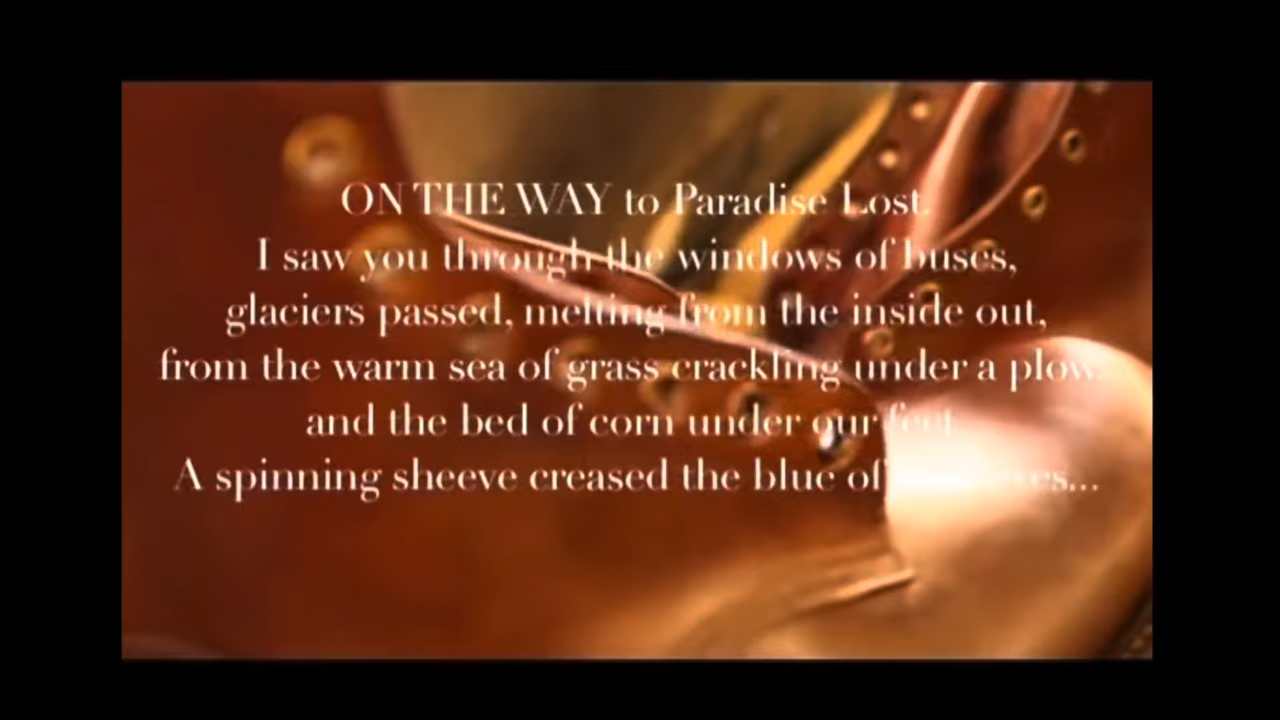 ON THE WAY to Paradise Lost.
I saw you through the windows of buses,
glaciers passed, melting from the inside out,
from the warm sea of grass crackling under a plow,
and the bed of corn under our feet
A spinning sheeve creased the blue of